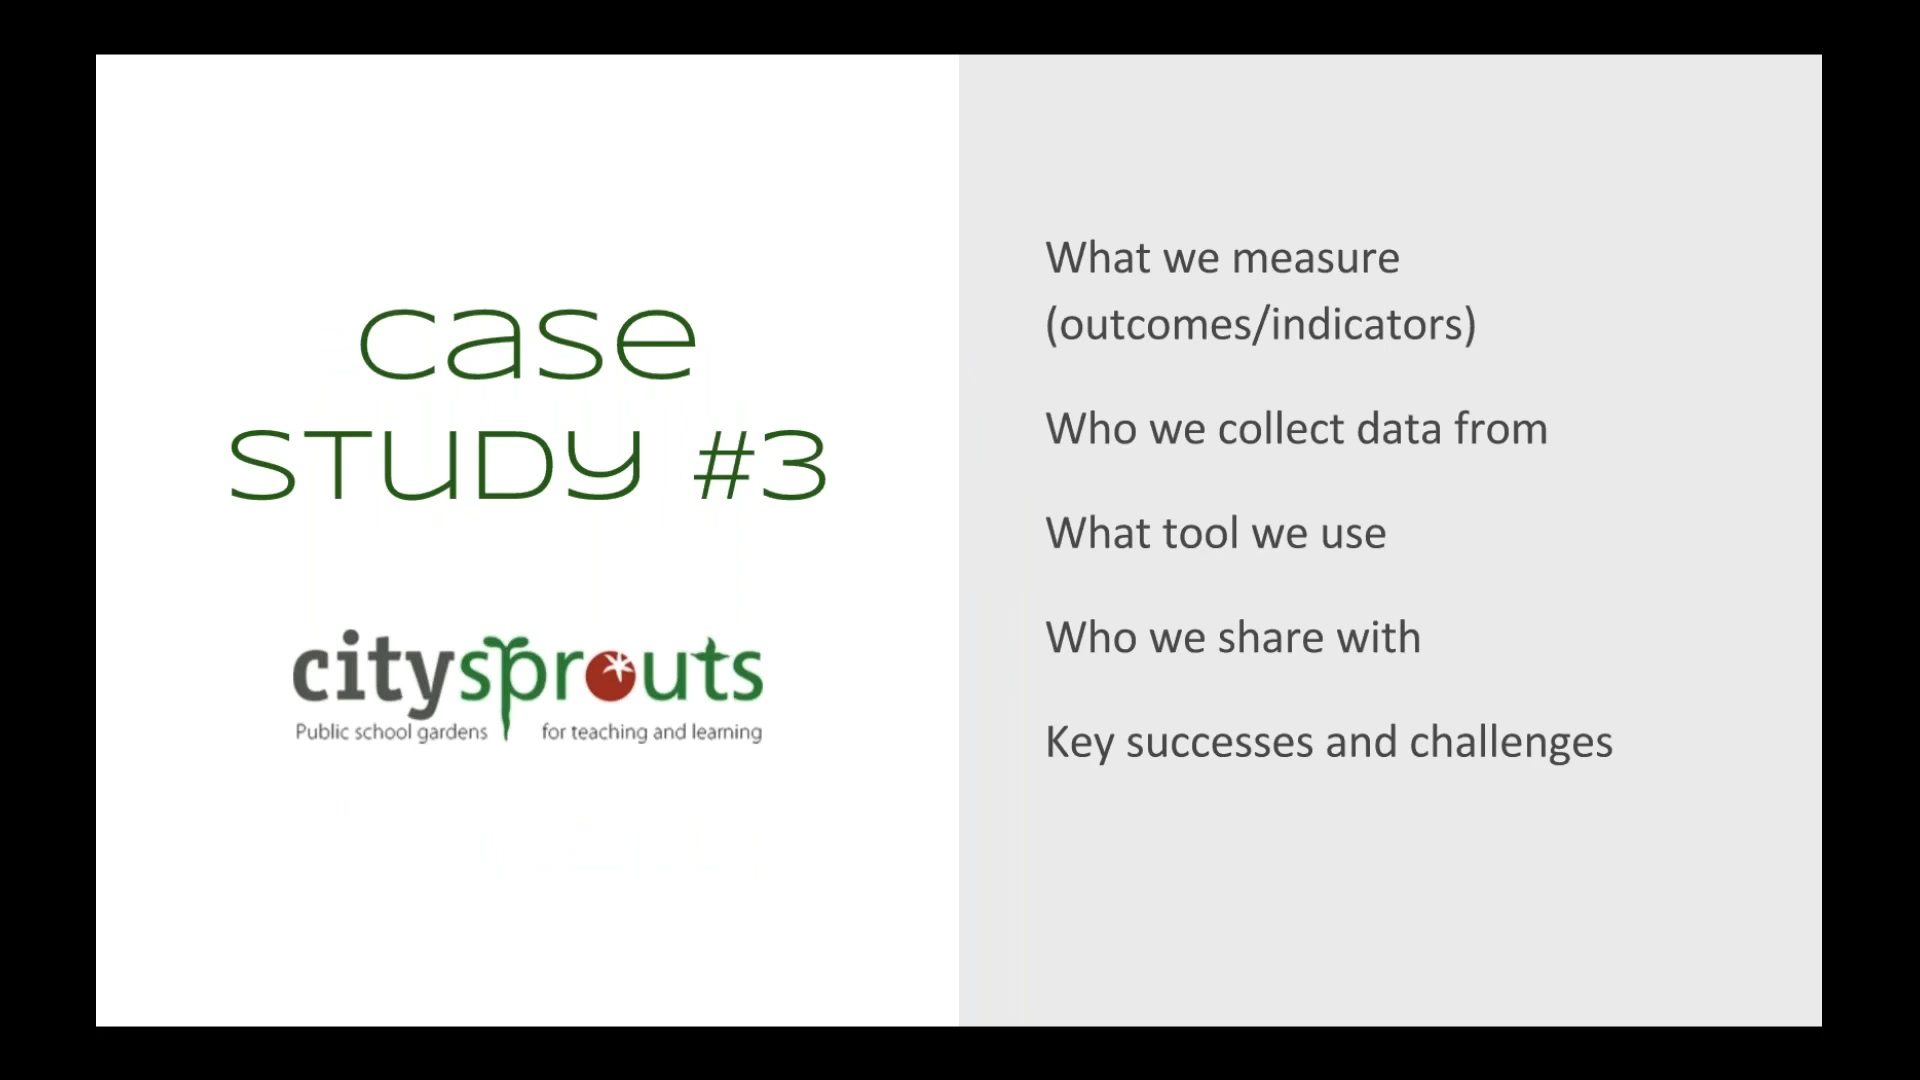 case
STUDY #3
citysprouts
Public school gardens for teaching and learning
What we measure
(outcomes/indicators)
Who we collect data from
What tool we use
Who we share with
Key successes and challenges